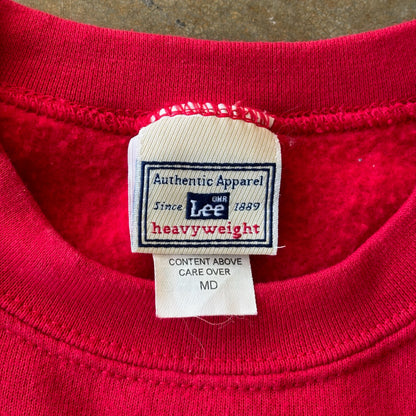 Authentic Apparel
Since Lee 1889
heavyweight
CONTENT ABOVE
CARE OVER
MD